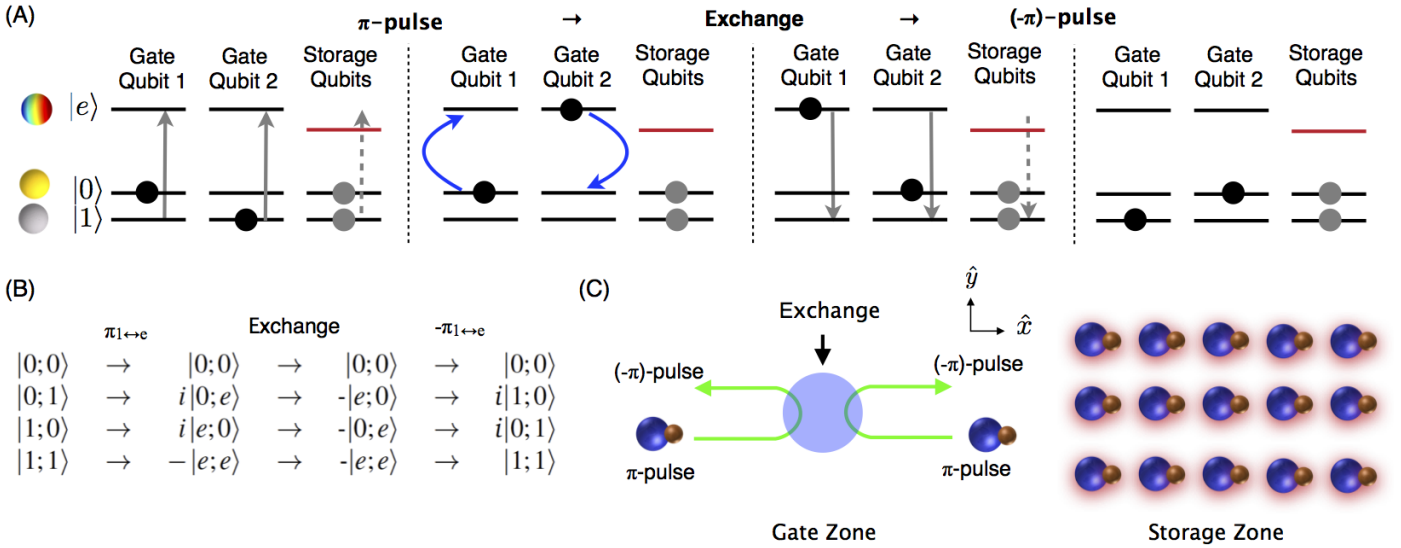 (A)
π-pulse → Exchange → (-π)-pulse
Gate Qubit 1 Gate Qubit 2 Storage Qubits Gate Qubit 1 Gate Qubit 2 Storage Qubits Gate Qubit 1 Gate Qubit 2 Storage Qubits Gate Qubit 1 Gate Qubit 2 Storage Qubits
|e⟩
|0⟩
|1⟩
(B)
π1↔e Exchange -π1↔e
|0;0⟩ → |0;0⟩ → |0;0⟩ → |0;0⟩
|0;1⟩ → i|0;e⟩ → -|e;0⟩ → i|1;0⟩
|1;0⟩ → i|e;0⟩ → -|0;e⟩ → i|0;1⟩
|1;1⟩ → −|e;e⟩ → -|e;e⟩ → |1;1⟩
(C)
Exchange
ŷ
x̂
(-π)-pulse
(-π)-pulse
π-pulse
π-pulse
Gate Zone
Storage Zone